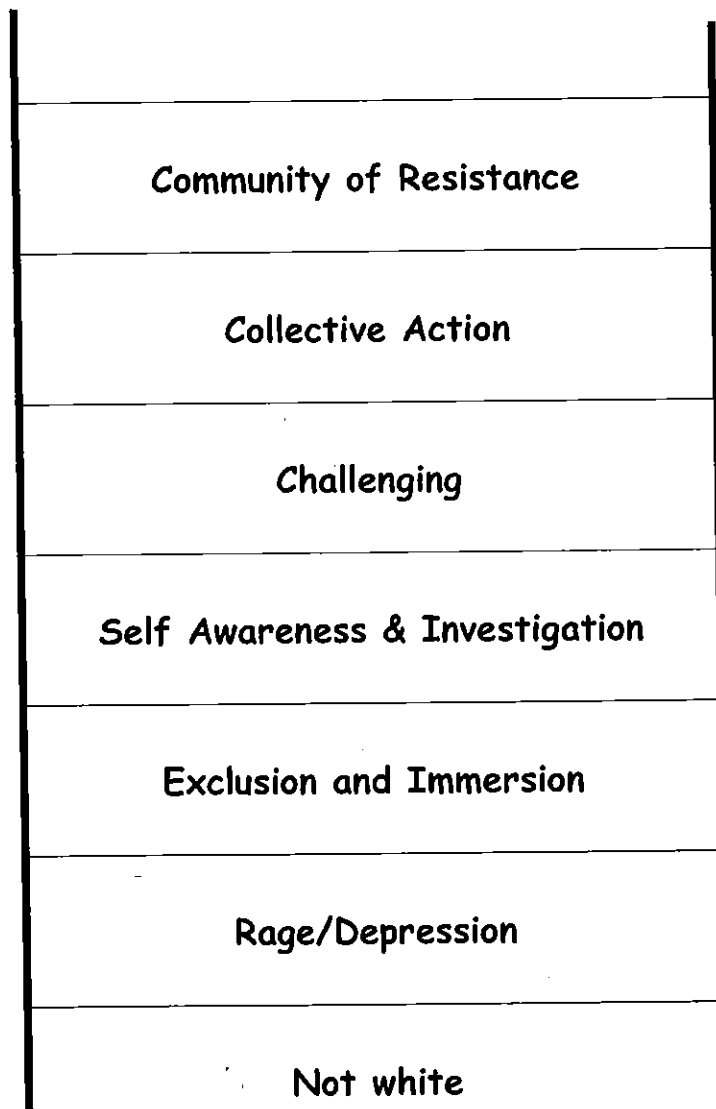 Community of Resistance
Collective Action
Challenging
Self Awareness & Investigation
Exclusion and Immersion
Rage/Depression
Not white